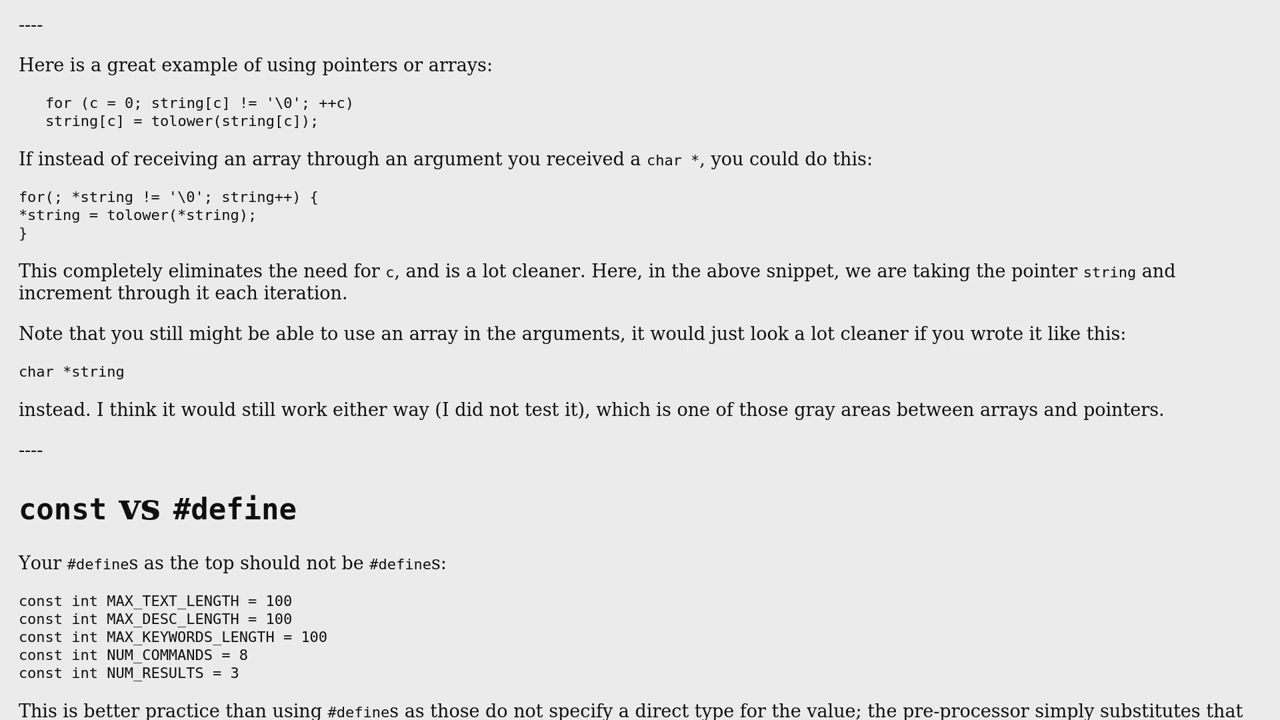 ----
Here is a great example of using pointers or arrays:
for (c = 0; string[c] != '\0'; ++c)
string[c] = tolower(string[c]);
If instead of receiving an array through an argument you received a char *, you could do this:
for(; *string != '\0'; string++) {
*string = tolower(*string);
}
This completely eliminates the need for c, and is a lot cleaner. Here, in the above snippet, we are taking the pointer string and
increment through it each iteration.
Note that you still might be able to use an array in the arguments, it would just look a lot cleaner if you wrote it like this:
char *string
instead. I think it would still work either way (I did not test it), which is one of those gray areas between arrays and pointers.
----
const vs #define
Your #defines as the top should not be #defines:
const int MAX_TEXT_LENGTH = 100
const int MAX_DESC_LENGTH = 100
const int MAX_KEYWORDS_LENGTH = 100
const int NUM_COMMANDS = 8
const int NUM_RESULTS = 3
This is better practice than using #defines as those do not specify a direct type for the value; the pre-processor simply substitutes that